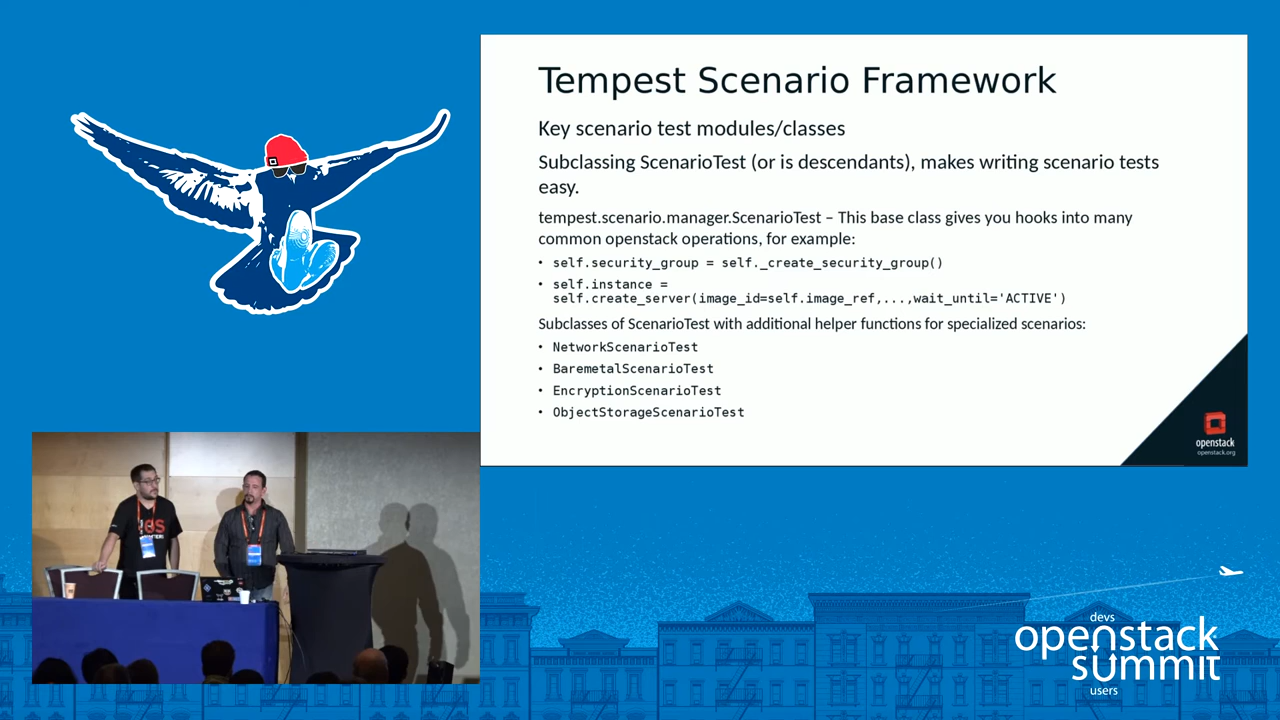 Tempest Scenario Framework
Key scenario test modules/classes
Subclassing ScenarioTest (or is descendants), makes writing scenario tests
easy.
tempest.scenario.manager.ScenarioTest – This base class gives you hooks into many
common openstack operations, for example:
• self.security_group = self._create_security_group()
• self.instance =
self.create_server(image_id=self.image_ref,...,wait_until='ACTIVE')
Subclasses of ScenarioTest with additional helper functions for specialized scenarios:
• NetworkScenarioTest
• BaremetalScenarioTest
• EncryptionScenarioTest
• ObjectStorageScenarioTest
openstack
openstack.org
devs
openstack
summit
users